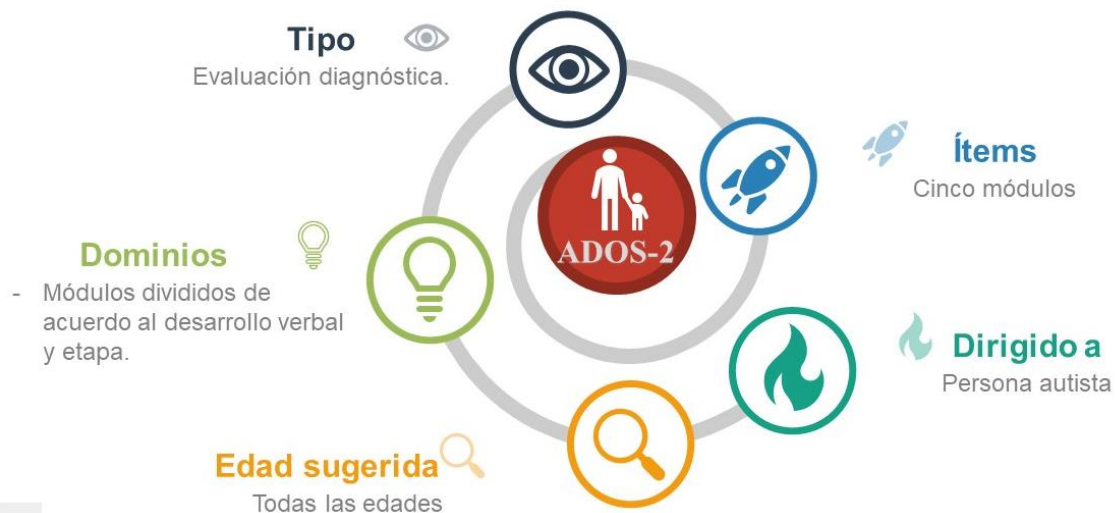 Tipo
Evaluación diagnóstica.
Ítems
Cinco módulos
ADOS-2
Dominios
- Módulos divididos de
acuerdo al desarrollo verbal
y etapa.
Dirigido a
Persona autista
Edad sugerida
Todas las edades